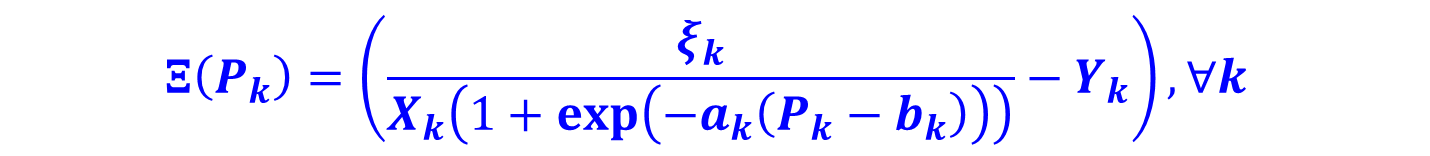 Ξ(P_k) = (ξ_k / (X_k(1 + exp(−a_k(P_k − b_k)))) − Y_k), ∀k